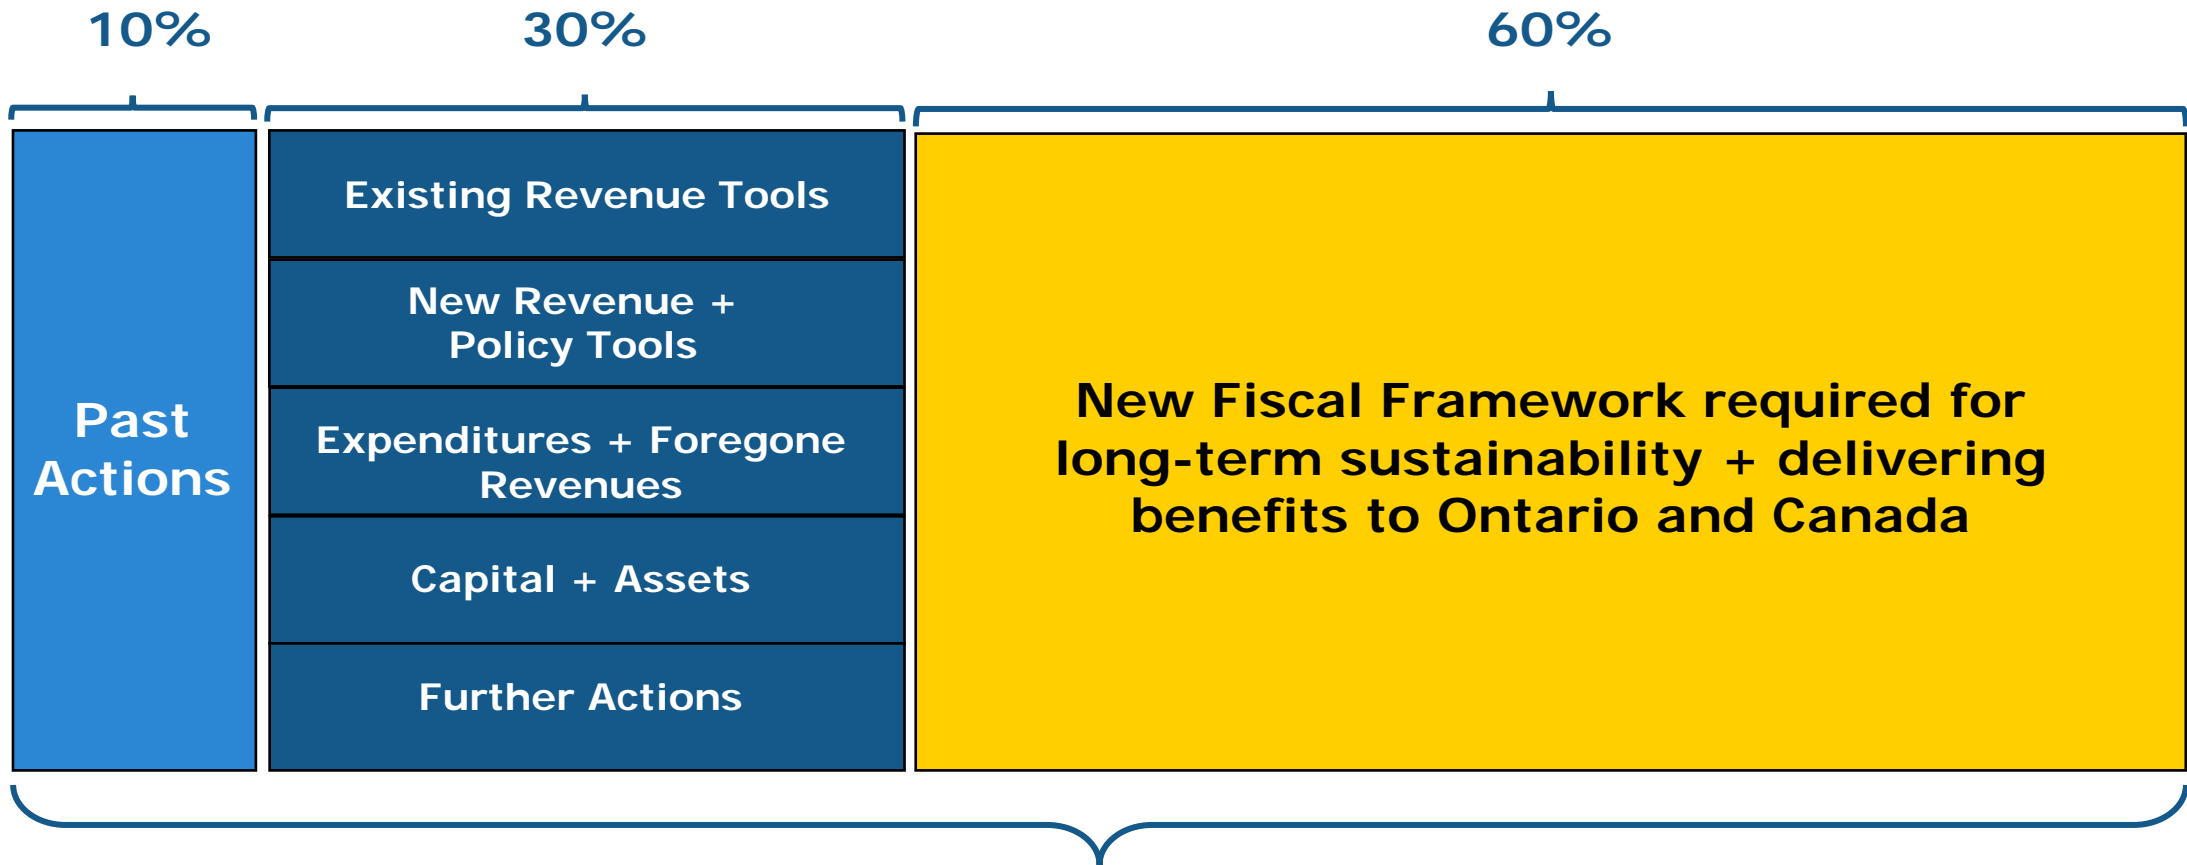 10%
30%
60%
Past
Actions
Existing Revenue Tools
New Revenue +
Policy Tools
Expenditures + Foregone
Revenues
Capital + Assets
Further Actions
New Fiscal Framework required for
long-term sustainability + delivering
benefits to Ontario and Canada